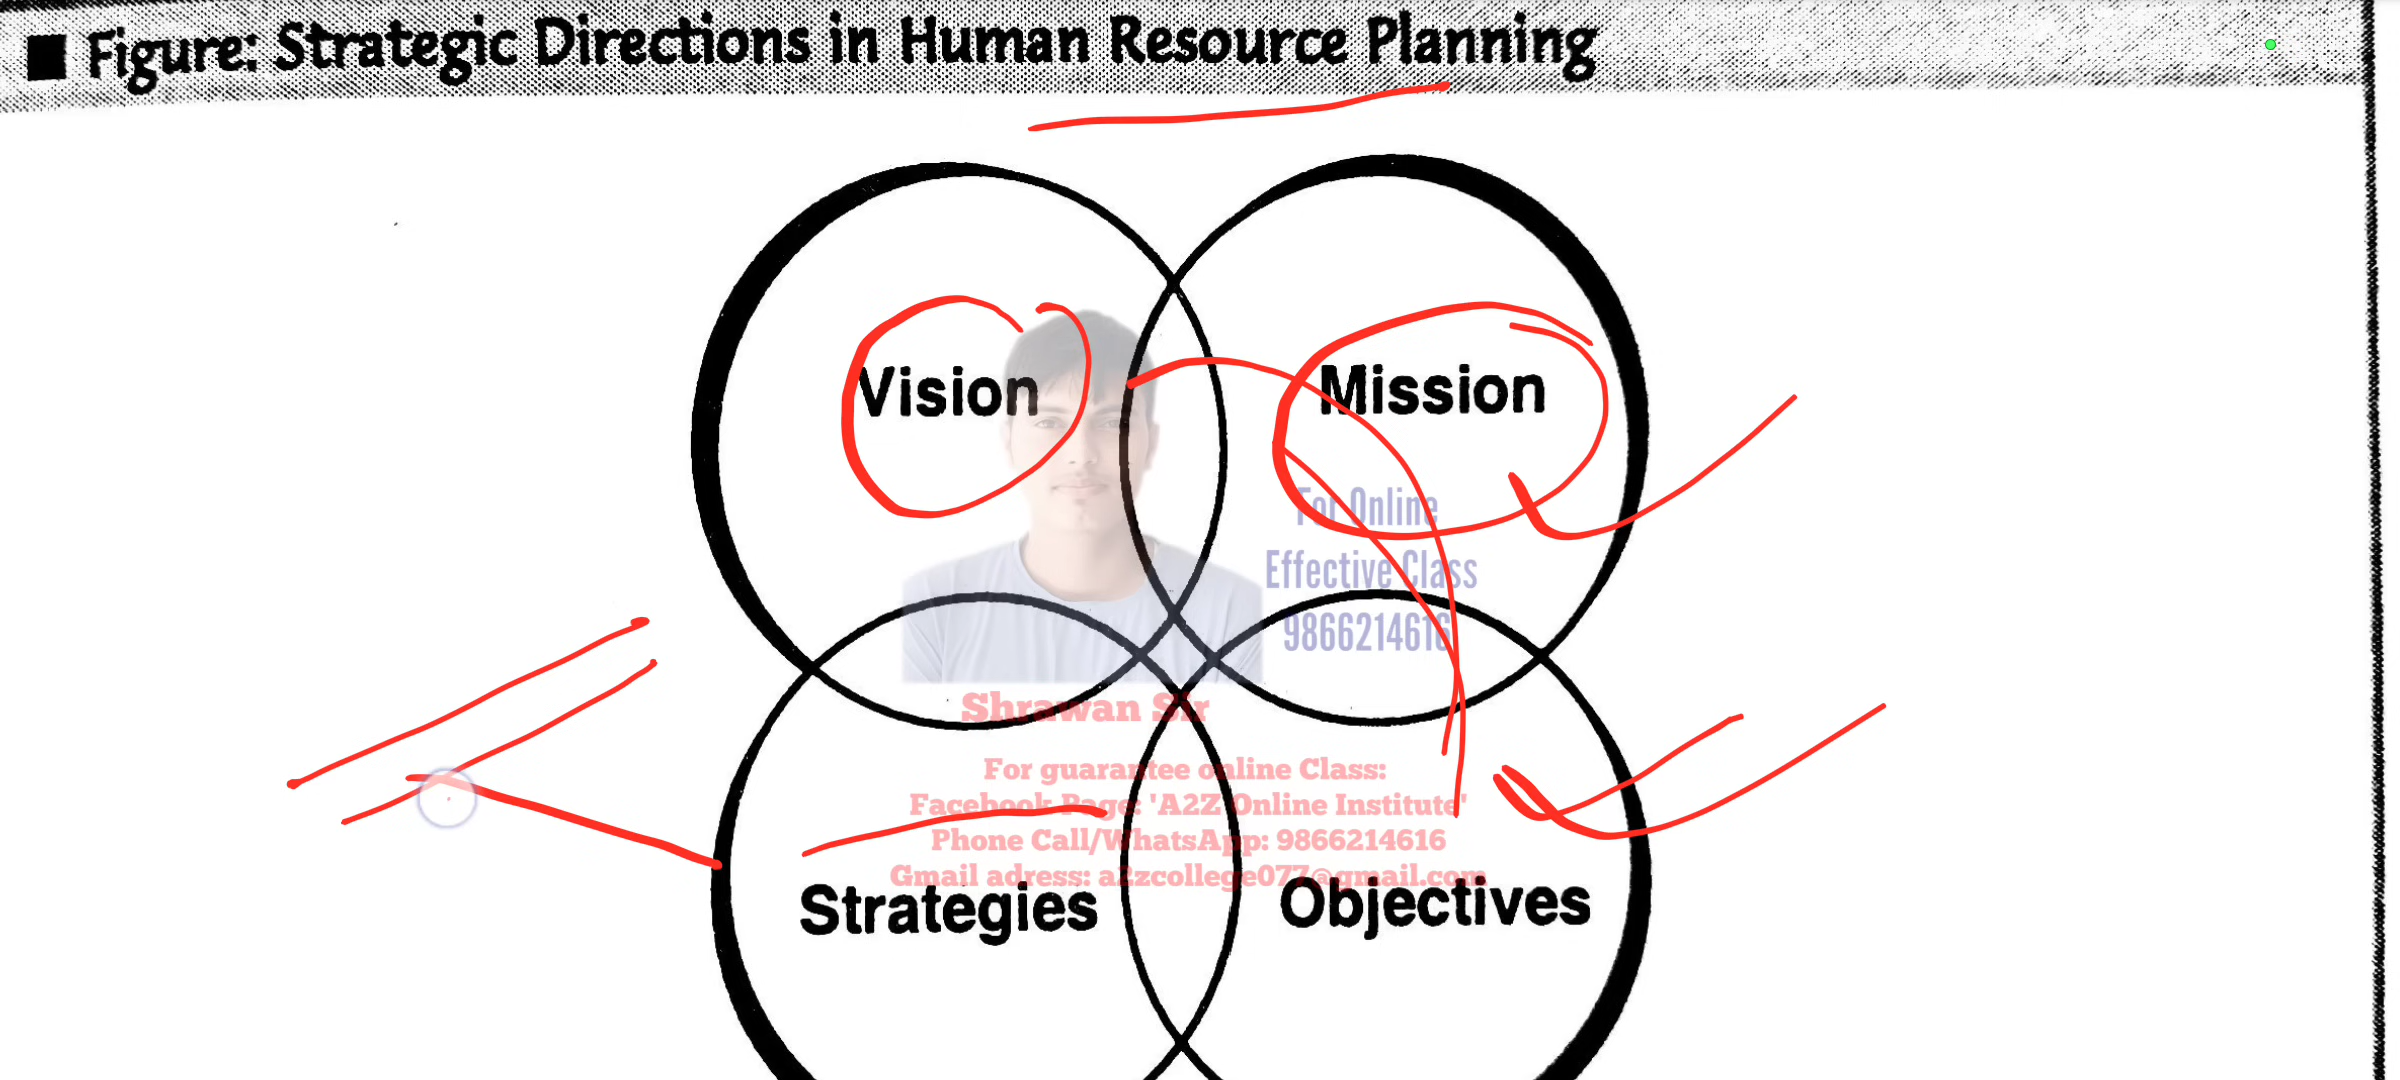 Figure: Strategic Directions in Human Resource Planning
Vision
Mission
For Online
Effective Class
9866214616
Shrawan Sir
For guarantee online Class:
Facebook Page: 'A2Z Online Institute'
Phone Call/WhatsApp: 9866214616
Gmail adress: a2zcollege077@gmail.com
Strategies
Objectives